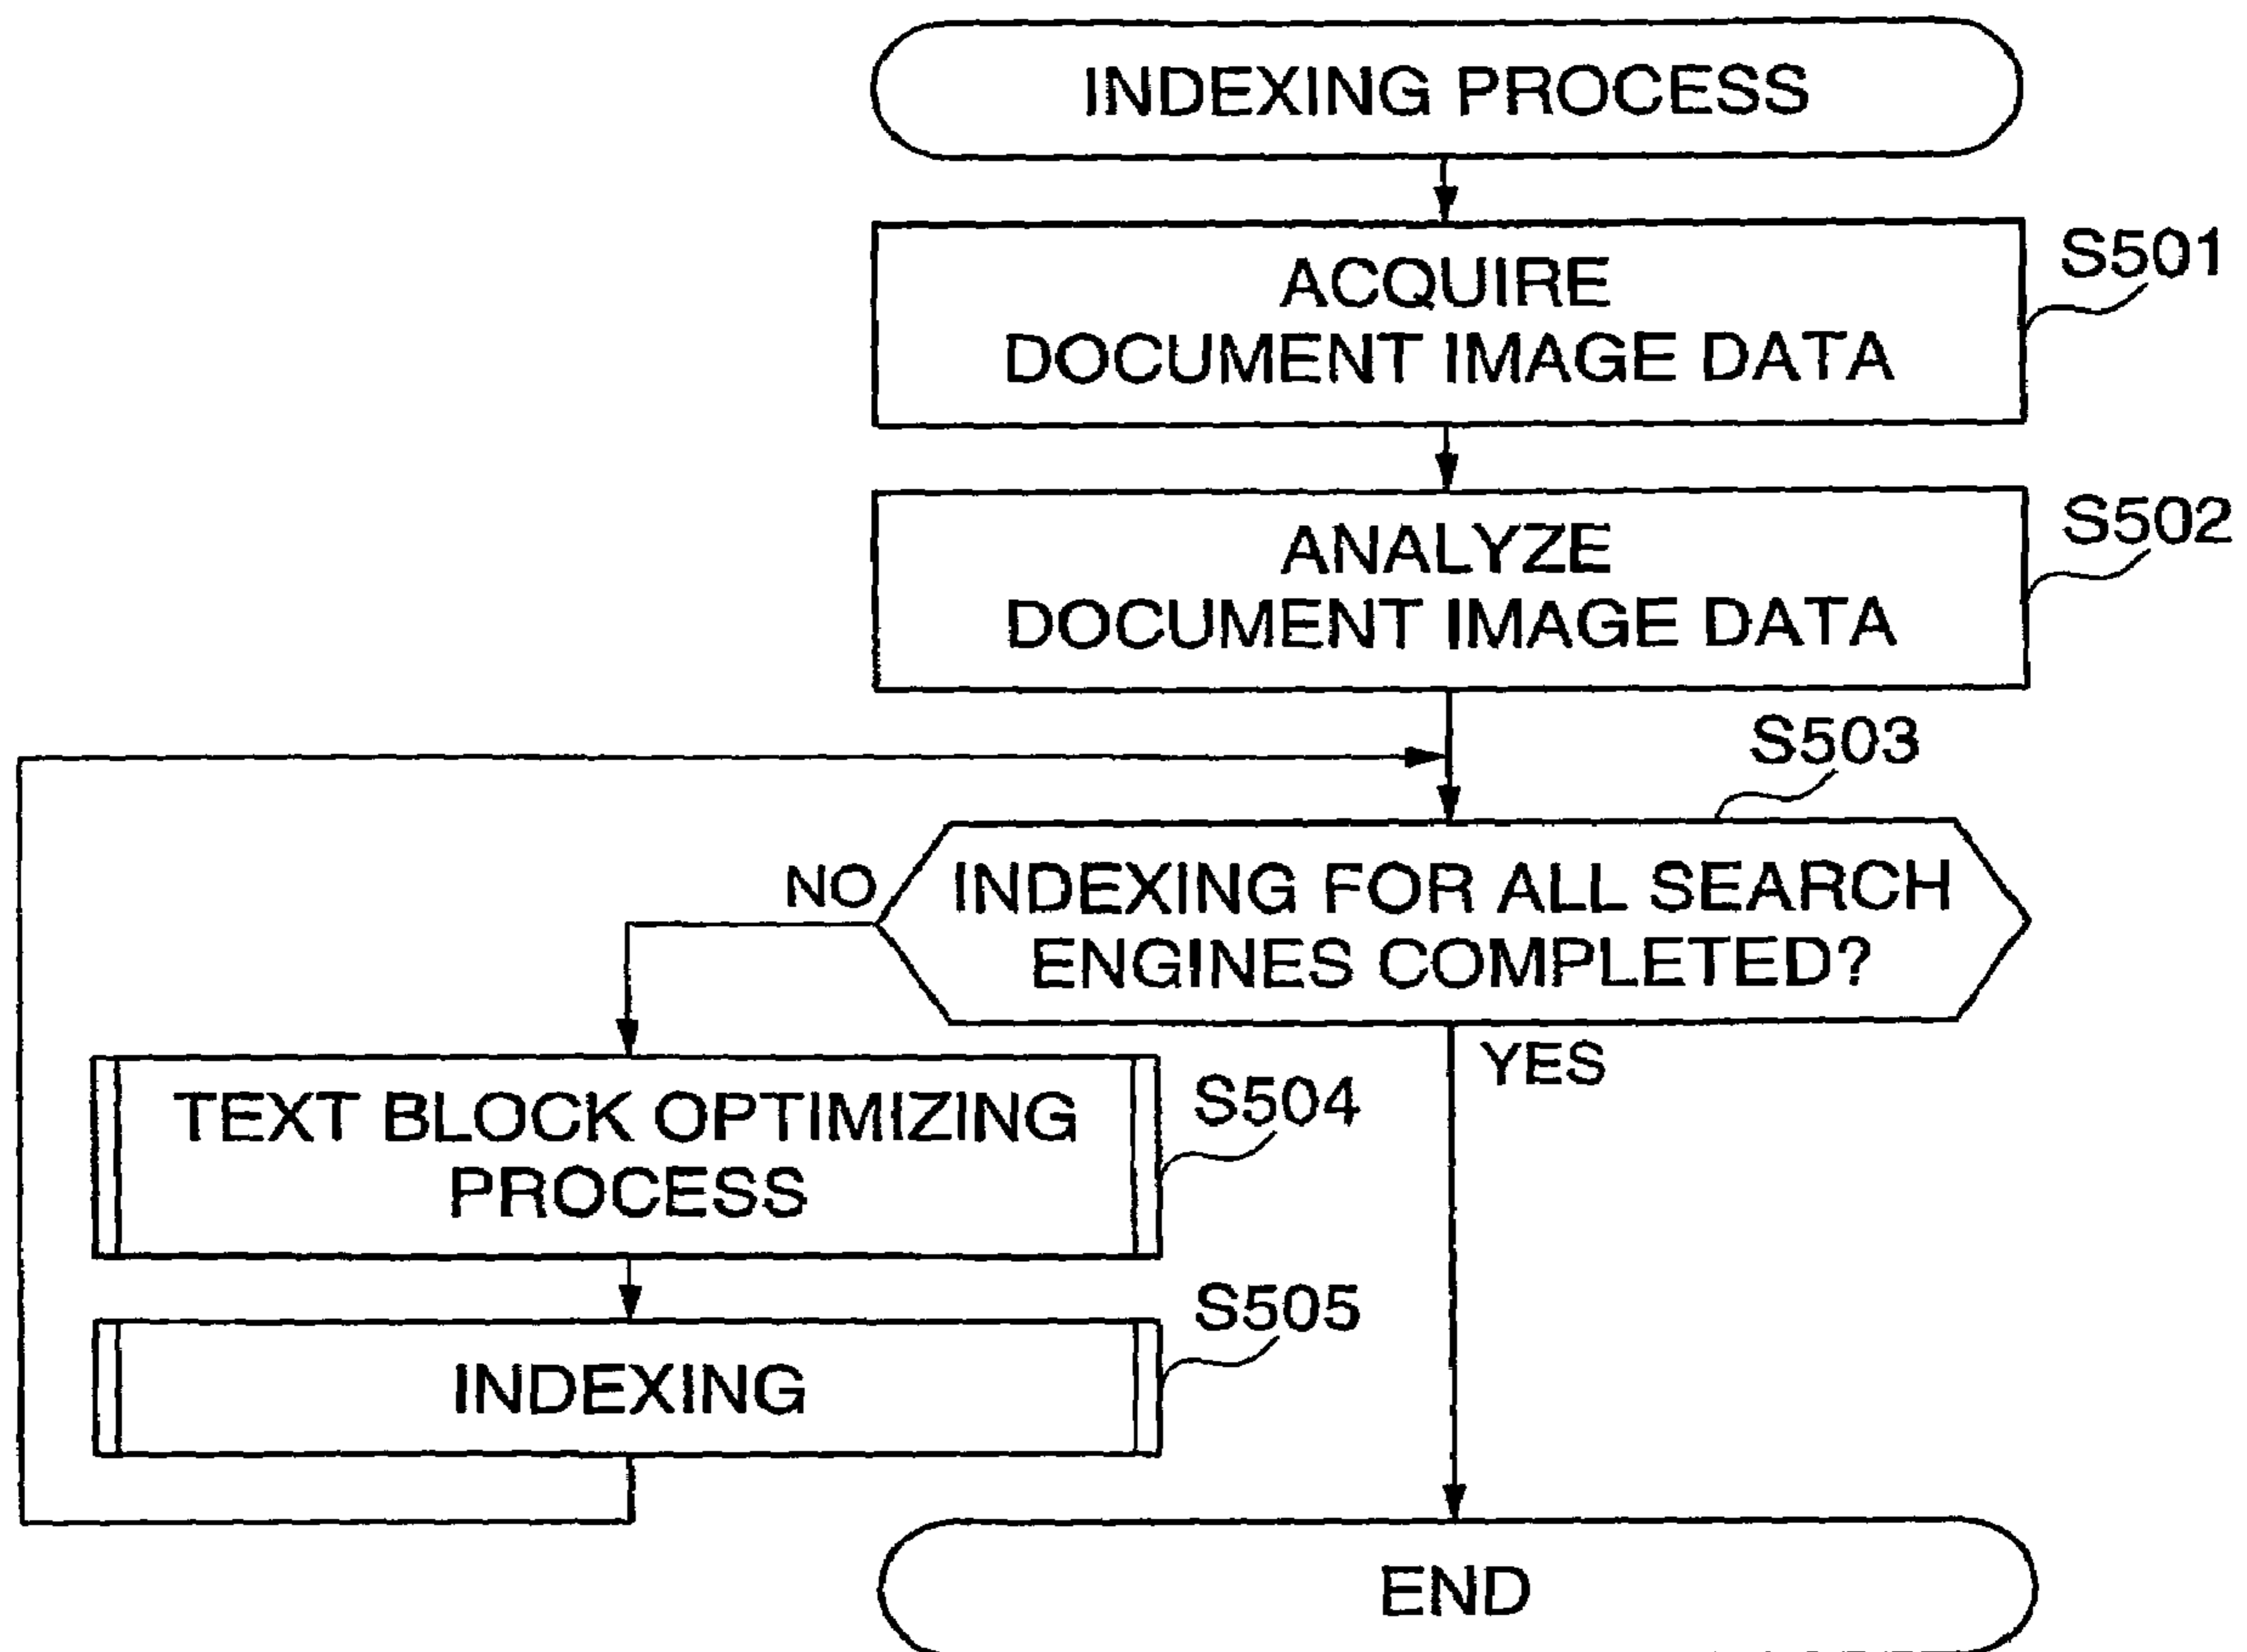 INDEXING PROCESS
ACQUIRE
DOCUMENT IMAGE DATA
S501
ANALYZE
DOCUMENT IMAGE DATA
S502
S503
INDEXING FOR ALL SEARCH
ENGINES COMPLETED?
NO
YES
TEXT BLOCK OPTIMIZING
PROCESS
S504
INDEXING
S505
END